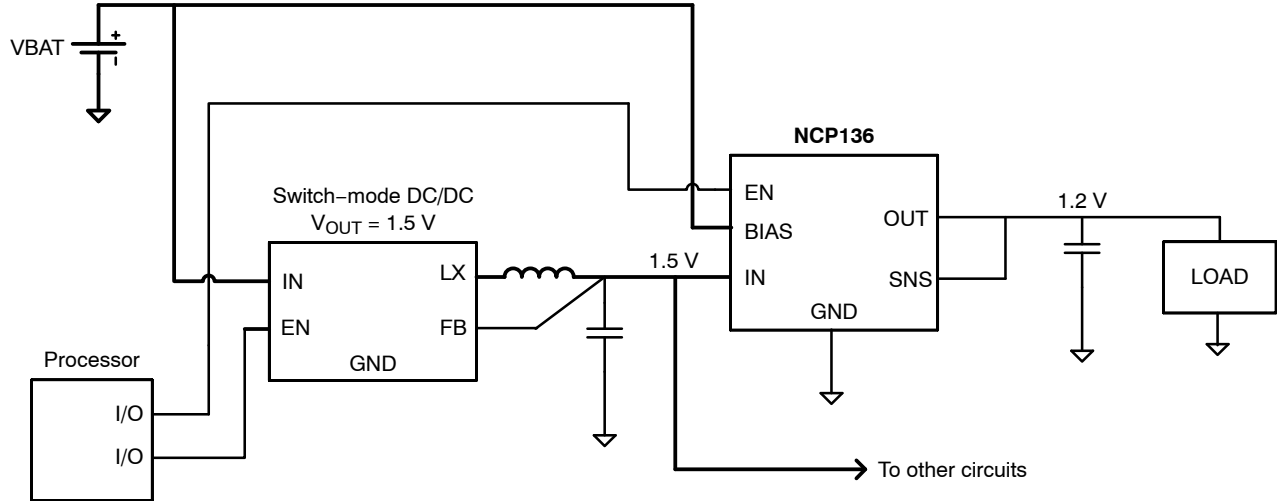 VBAT
+
NCP136
Switch−mode DC/DC
VOUT = 1.5 V
EN
BIAS
IN
GND
OUT
SNS
1.2 V
LOAD
IN
EN
LX
FB
GND
1.5 V
Processor
I/O
I/O
To other circuits